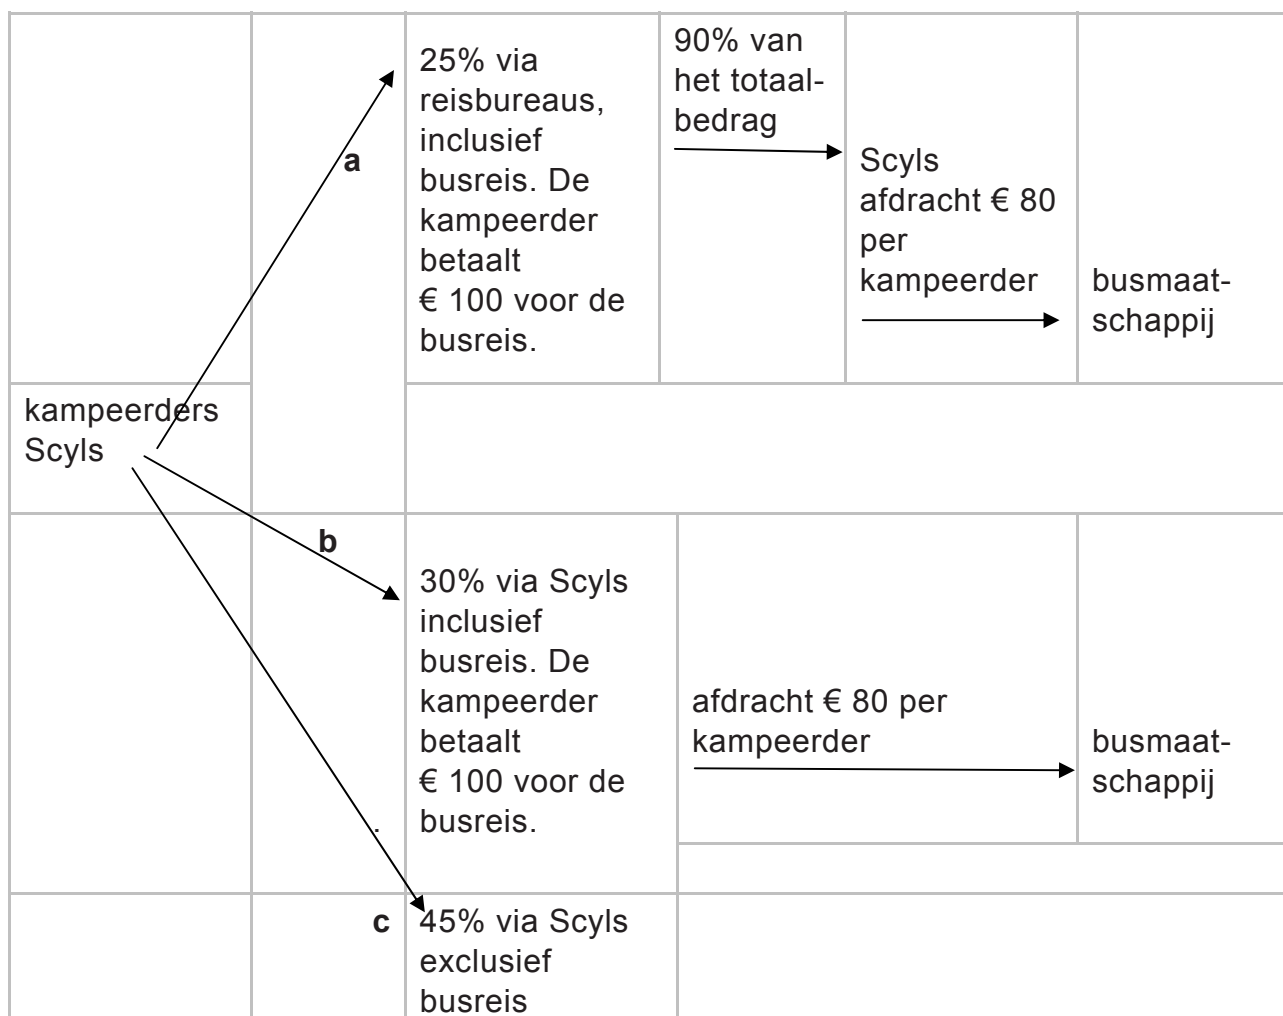 25% via
reisbureaus,
inclusief
busreis. De
kampeerder
betaalt
€ 100 voor de
busreis.
90% van
het totaal-
bedrag
a
Scyls
afdracht € 80
per
kampeerder
busmaat-
schappij
kampeerders
Scyls
b
30% via Scyls
inclusief
busreis. De
kampeerder
betaalt
€ 100 voor de
busreis.
afdracht € 80 per
kampeerder
busmaat-
schappij
c
45% via Scyls
exclusief
busreis